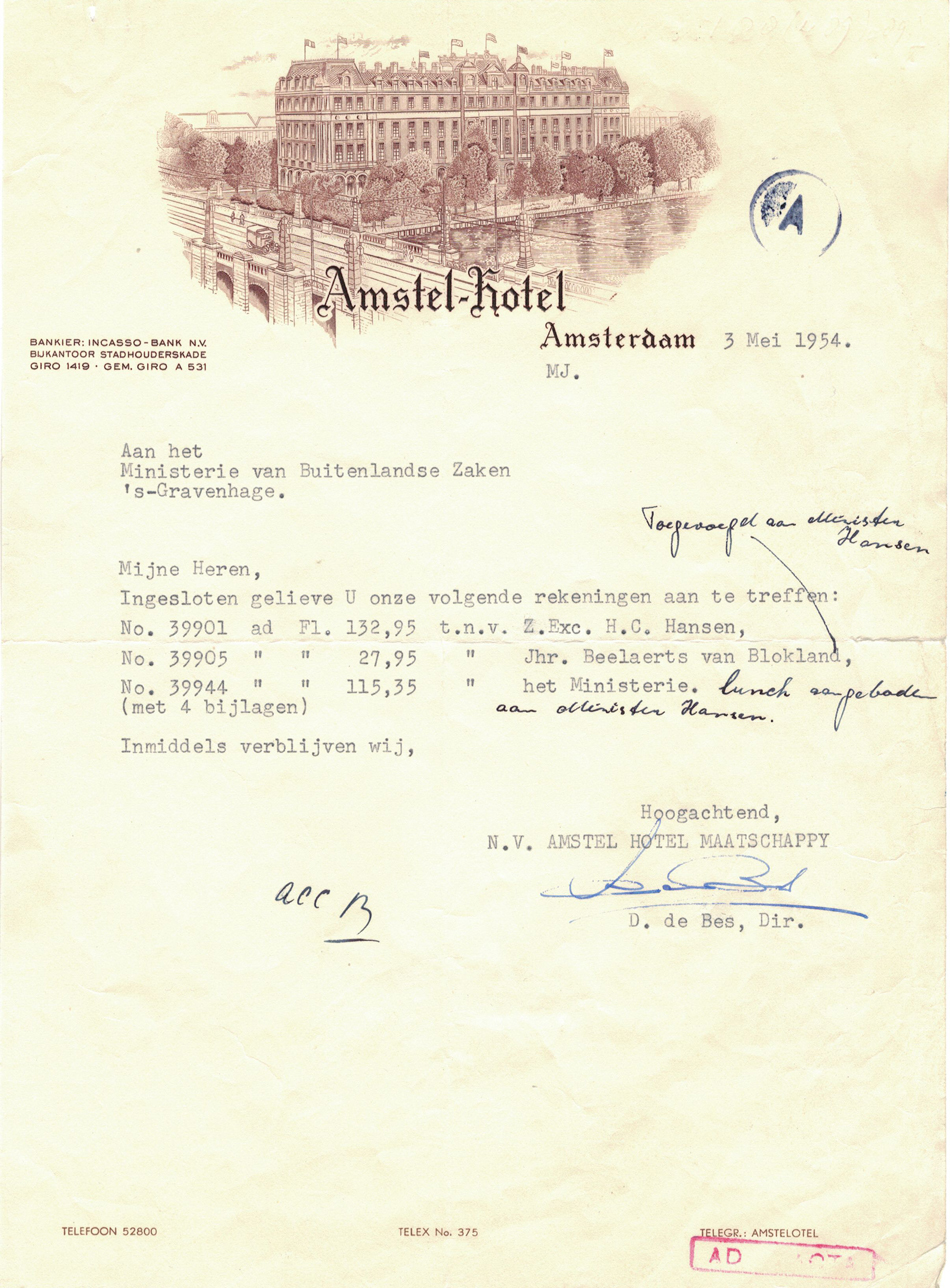 A
Amstel-Hotel
Amsterdam 3 Mei 1954.
MJ.
BANKIER: INCASSO-BANK N.V.
BIJKANTOOR STADHOUDERSKADE
GIRO 1419 · GEM. GIRO A 531
Aan het
Ministerie van Buitenlandse Zaken
's-Gravenhage.
Toegevoegd aan Minister
Hansen
Mijne Heren,
Ingesloten gelieve U onze volgende rekeningen aan te treffen:
No. 39901 ad Fl. 132,95 t.n.v. Z.Exc. H.C. Hansen,
No. 39905 " " 27,95 " Jhr. Beelaerts van Blokland,
No. 39944 " " 115,35 " het Ministerie. lunch aangeboden
(met 4 bijlagen) aan Minister Hansen.
Inmiddels verblijven wij,
Hoogachtend,
N.V. AMSTEL HOTEL MAATSCHAPPY
D. de Bes, Dir.
acc B
TELEFOON 52800 TELEX No. 375 TELEGR.: AMSTELOTEL
AD